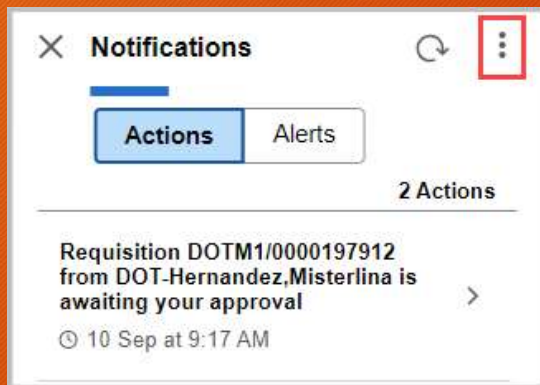 Notifications
Actions
Alerts
2 Actions
Requisition DOTM1/0000197912
from DOT-Hernandez,Misterlina is
awaiting your approval
10 Sep at 9:17 AM